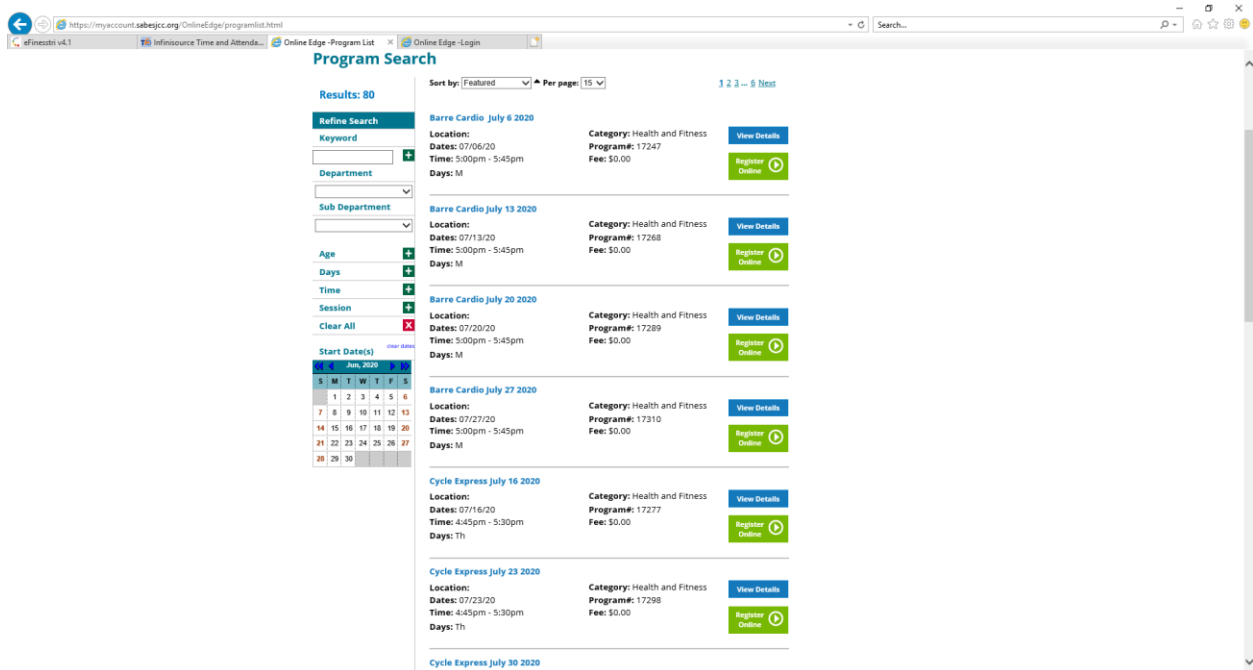 https://myaccount.sabesjcc.org/OnlineEdge/programlist.html
Search...
eFinesstri v4.1
Infinisource Time and Attenda...
Online Edge -Program List
Online Edge -Login
Program Search
Results: 80
Refine Search
Keyword
Department
Sub Department
Age
Days
Time
Session
Clear All
Start Date(s) clear dates
Jun, 2020
S M T W T F S
1 2 3 4 5 6
7 8 9 10 11 12 13
14 15 16 17 18 19 20
21 22 23 24 25 26 27
28 29 30
Sort by: Featured Per page: 15 1 2 3 ... 6 Next
Barre Cardio July 6 2020
Location: Category: Health and Fitness View Details
Dates: 07/06/20 Program#: 17247
Time: 5:00pm - 5:45pm Fee: $0.00 Register Online
Days: M
Barre Cardio July 13 2020
Location: Category: Health and Fitness View Details
Dates: 07/13/20 Program#: 17268
Time: 5:00pm - 5:45pm Fee: $0.00 Register Online
Days: M
Barre Cardio July 20 2020
Location: Category: Health and Fitness View Details
Dates: 07/20/20 Program#: 17289
Time: 5:00pm - 5:45pm Fee: $0.00 Register Online
Days: M
Barre Cardio July 27 2020
Location: Category: Health and Fitness View Details
Dates: 07/27/20 Program#: 17310
Time: 5:00pm - 5:45pm Fee: $0.00 Register Online
Days: M
Cycle Express July 16 2020
Location: Category: Health and Fitness View Details
Dates: 07/16/20 Program#: 17277
Time: 4:45pm - 5:30pm Fee: $0.00 Register Online
Days: Th
Cycle Express July 23 2020
Location: Category: Health and Fitness View Details
Dates: 07/23/20 Program#: 17298
Time: 4:45pm - 5:30pm Fee: $0.00 Register Online
Days: Th
Cycle Express July 30 2020